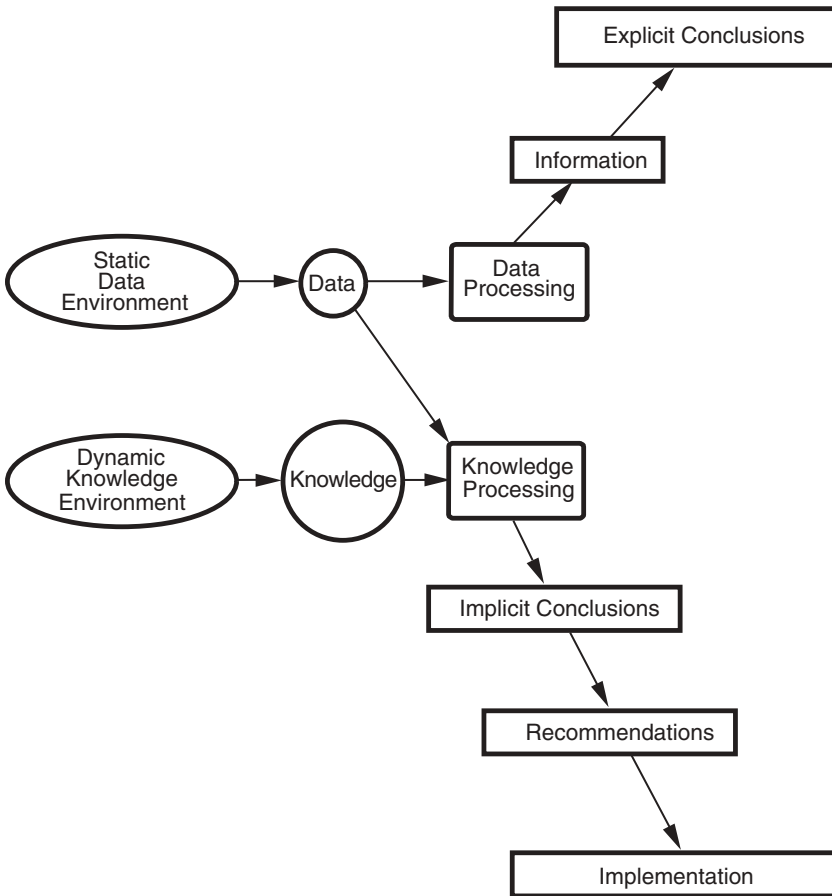 Explicit Conclusions
Information
Static
Data
Environment
Data
Data
Processing
Dynamic
Knowledge
Environment
Knowledge
Knowledge
Processing
Implicit Conclusions
Recommendations
Implementation